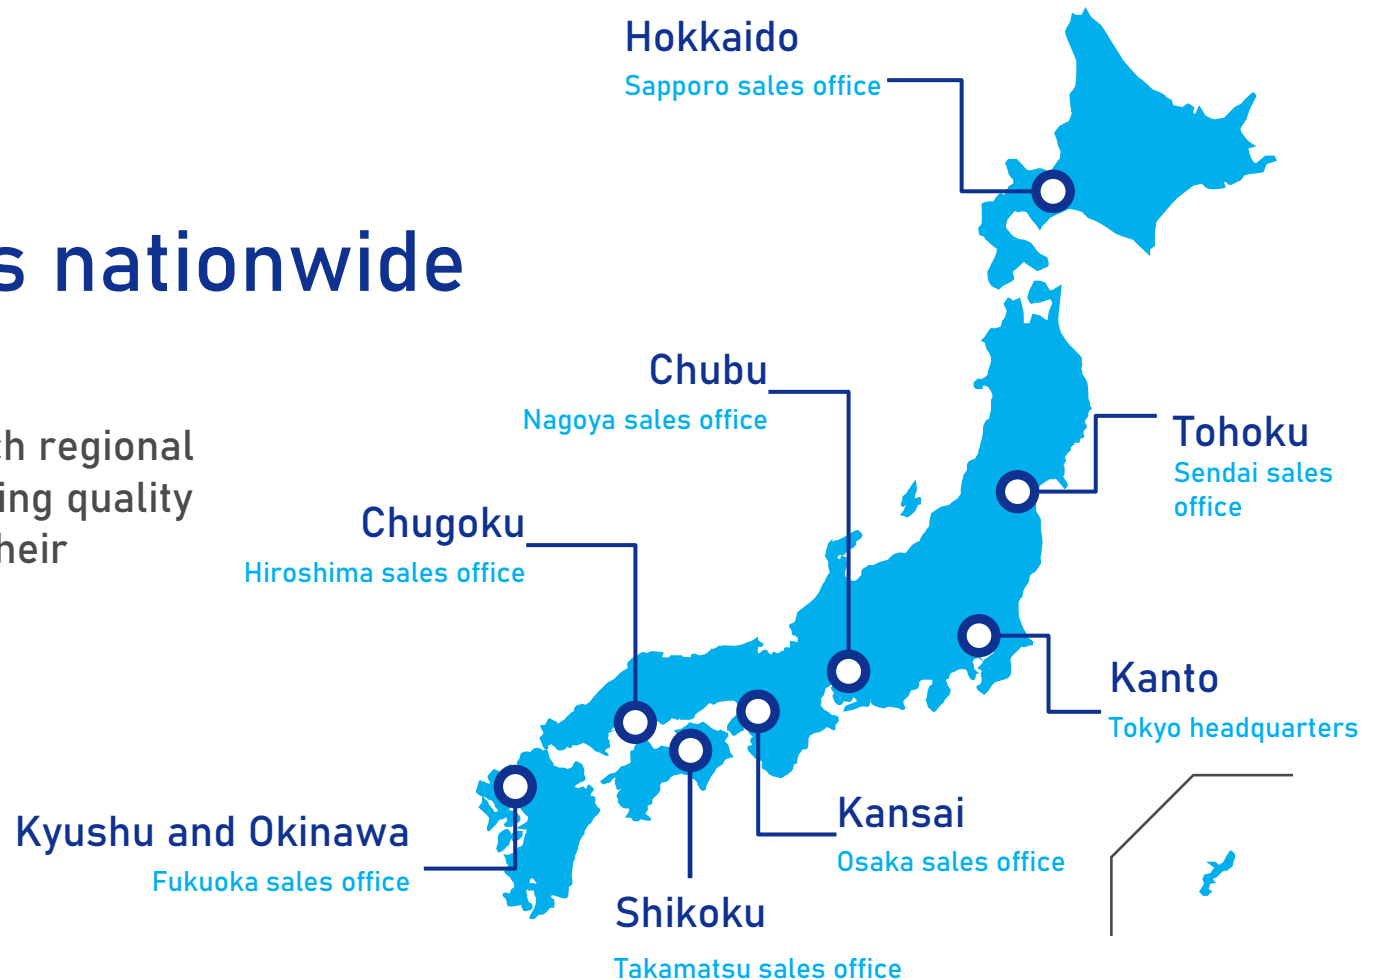 Hokkaido
Sapporo sales office
s nationwide
Chubu
Nagoya sales office
Tohoku
Sendai sales
office
h regional
ing quality
heir
Chugoku
Hiroshima sales office
Kanto
Tokyo headquarters
Kansai
Osaka sales office
Kyushu and Okinawa
Fukuoka sales office
Shikoku
Takamatsu sales office